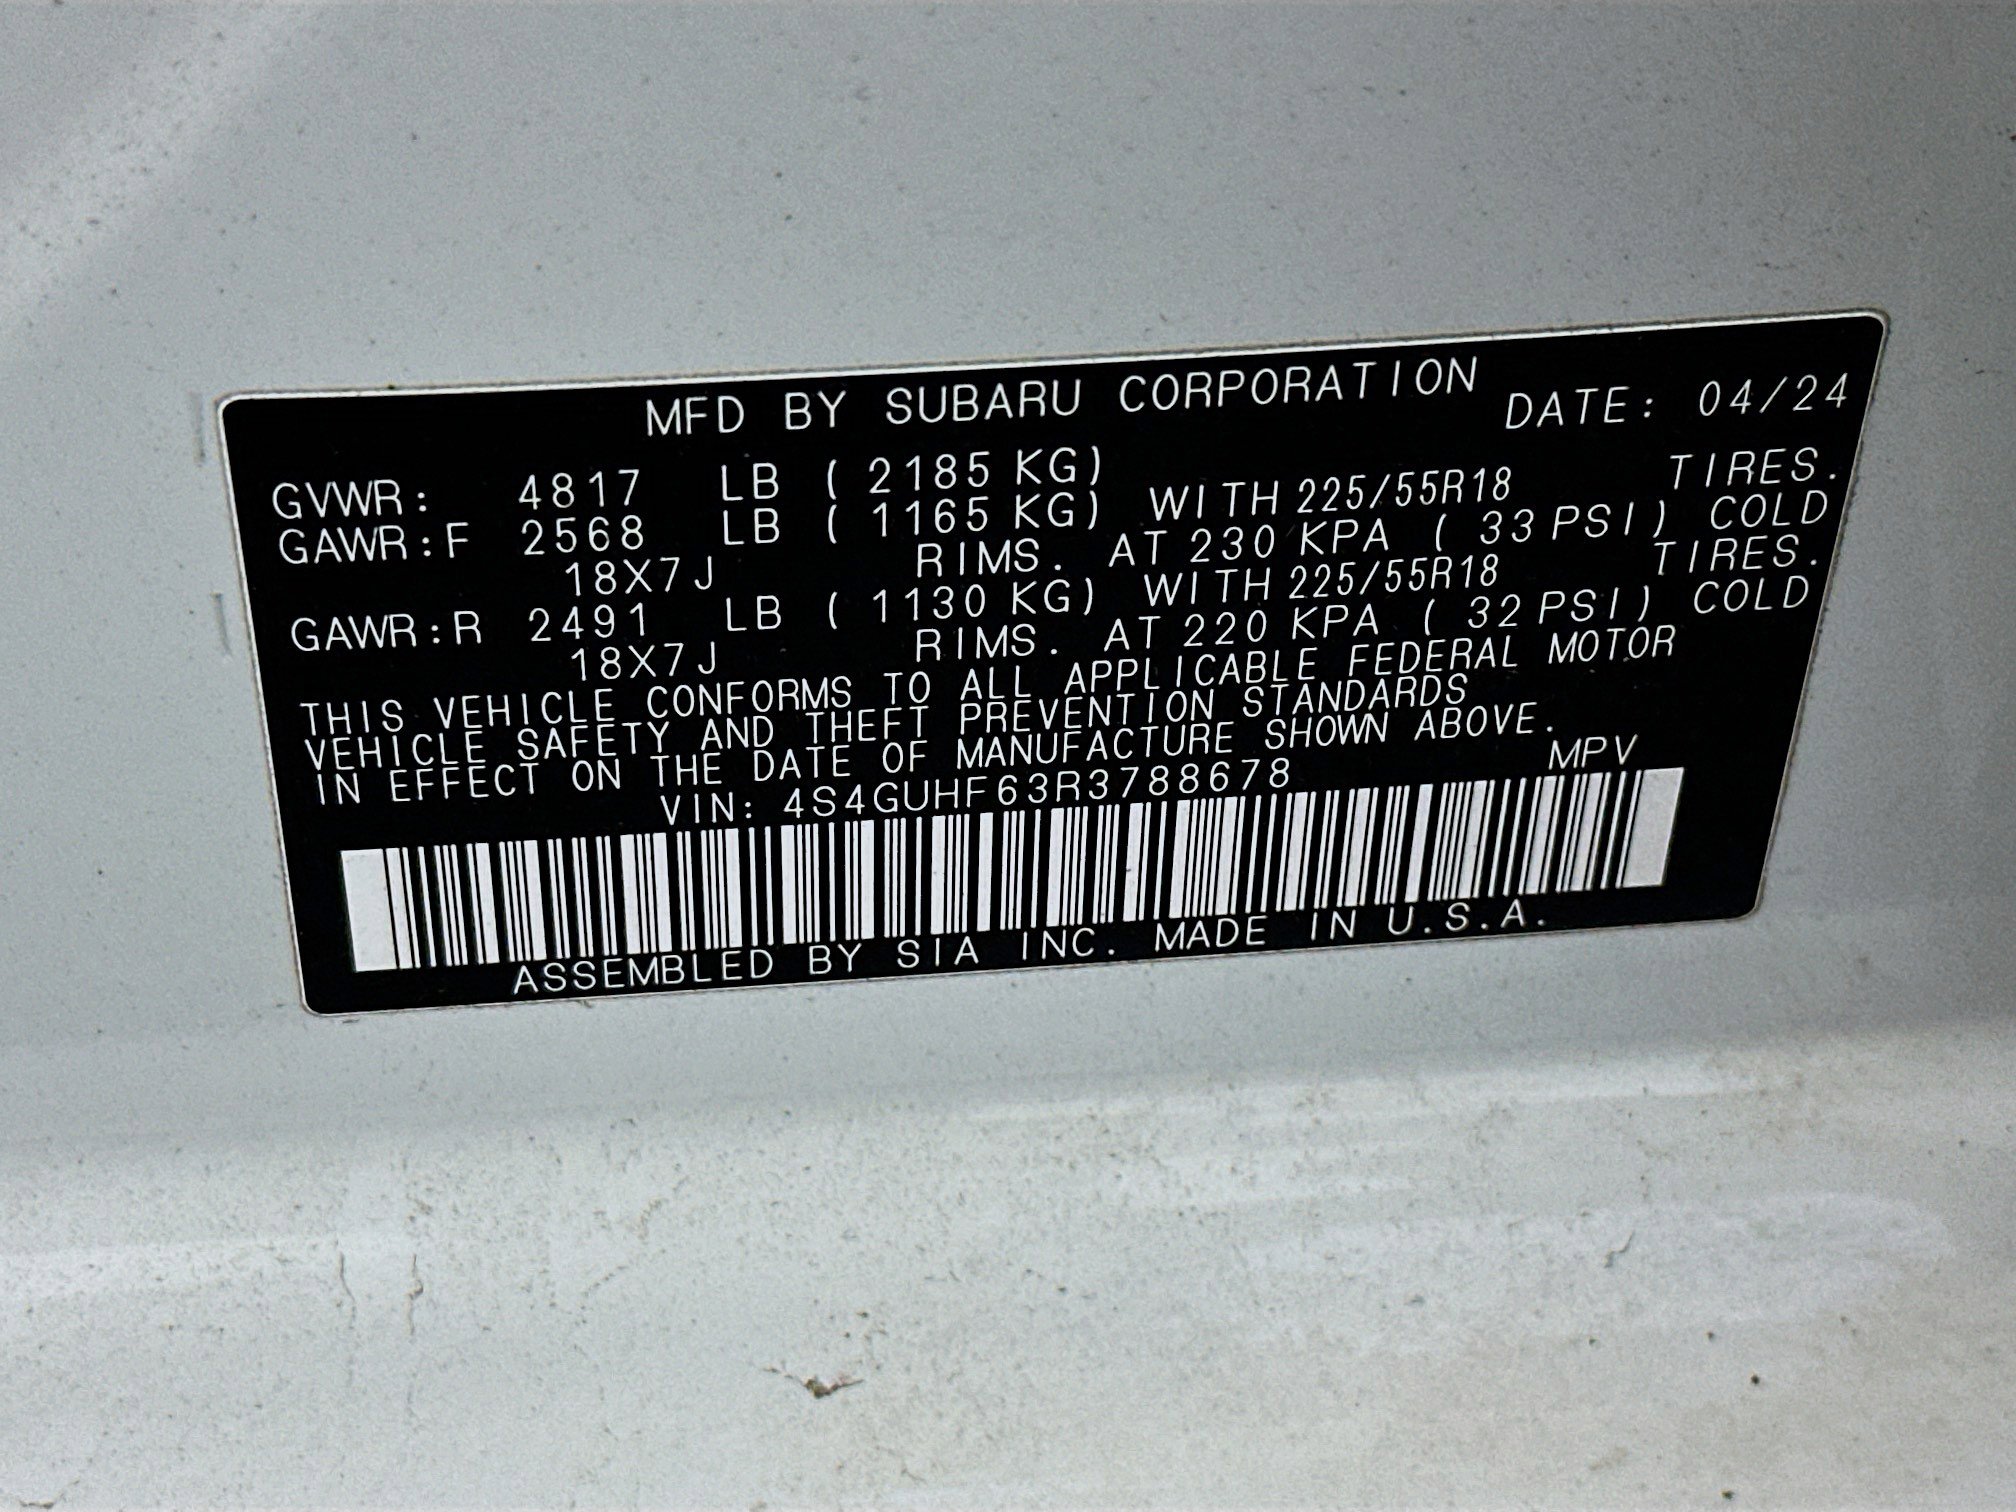 MFD BY SUBARU CORPORATION DATE: 04/24
GVWR: 4817 LB ( 2185 KG)
GAWR:F 2568 LB ( 1165 KG) WITH 225/55R18 TIRES.
18X7J RIMS. AT 230 KPA ( 33 PSI) COLD
GAWR:R 2491 LB ( 1130 KG) WITH 225/55R18 TIRES.
18X7J RIMS. AT 220 KPA ( 32 PSI) COLD
THIS VEHICLE CONFORMS TO ALL APPLICABLE FEDERAL MOTOR
VEHICLE SAFETY AND THEFT PREVENTION STANDARDS
IN EFFECT ON THE DATE OF MANUFACTURE SHOWN ABOVE.
VIN: 4S4GUHF63R3788678 MPV
ASSEMBLED BY SIA INC. MADE IN U.S.A.